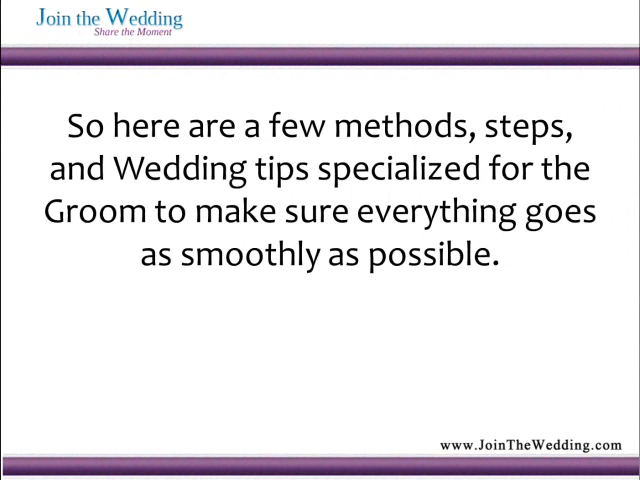 Join the Wedding
Share the Moment
So here are a few methods, steps,
and Wedding tips specialized for the
Groom to make sure everything goes
as smoothly as possible.
www.JoinTheWedding.com